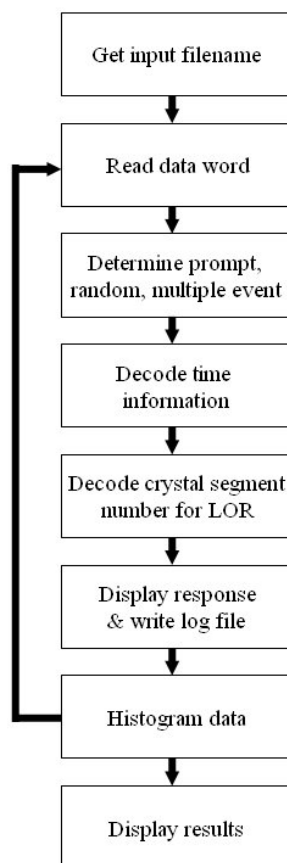 Get input filename
Read data word
Determine prompt,
random, multiple event
Decode time
information
Decode crystal segment
number for LOR
Display response
& write log file
Histogram data
Display results